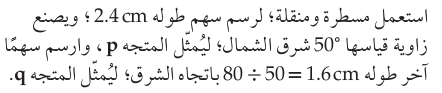 استعمل مسطرة ومنقلة؛ لرسم سهم طوله 2.4 cm ؛ ويصنع
زاوية قياسها 50° شرق الشمال؛ ليُمثّل المتجه p ، وارسم سهمًا
آخر طوله 80 ÷ 50 = 1.6 cm باتجاه الشرق؛ ليُمثّل المتجه q.